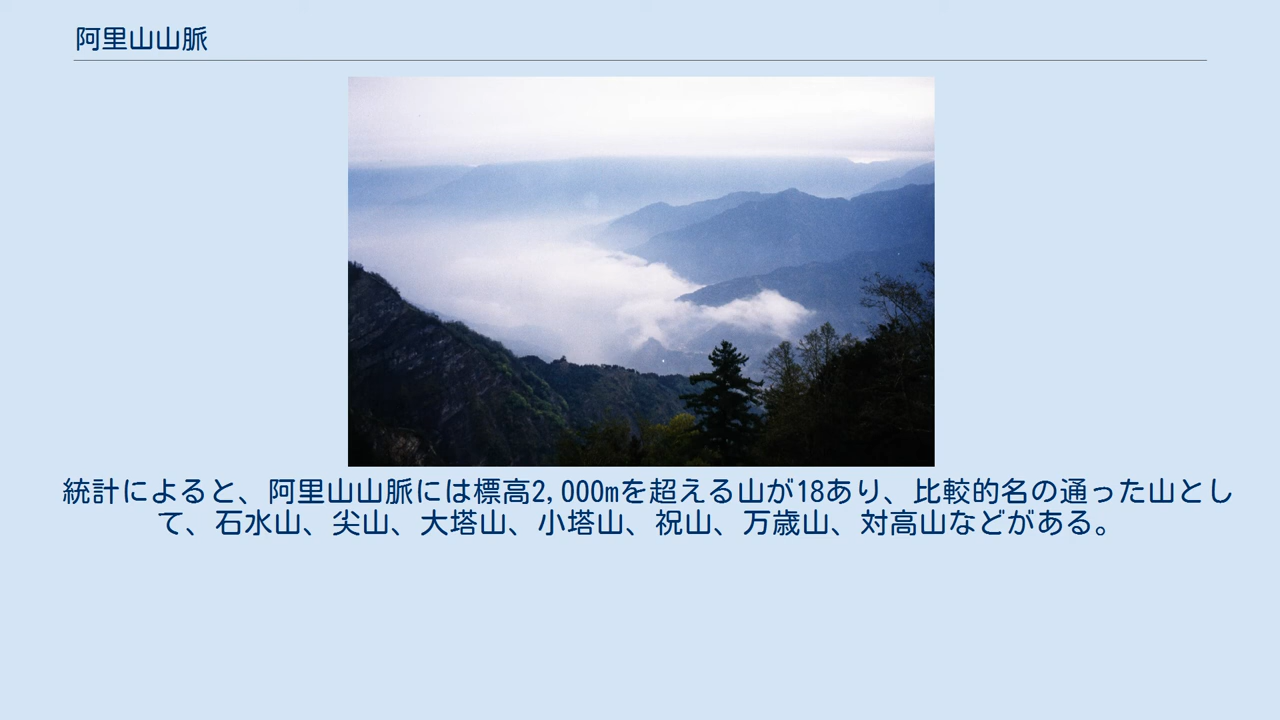 阿里山山脈
統計によると、阿里山山脈には標高2,000mを超える山が18あり、比較的名の通った山とし
て、石水山、尖山、大塔山、小塔山、祝山、万歳山、対高山などがある。